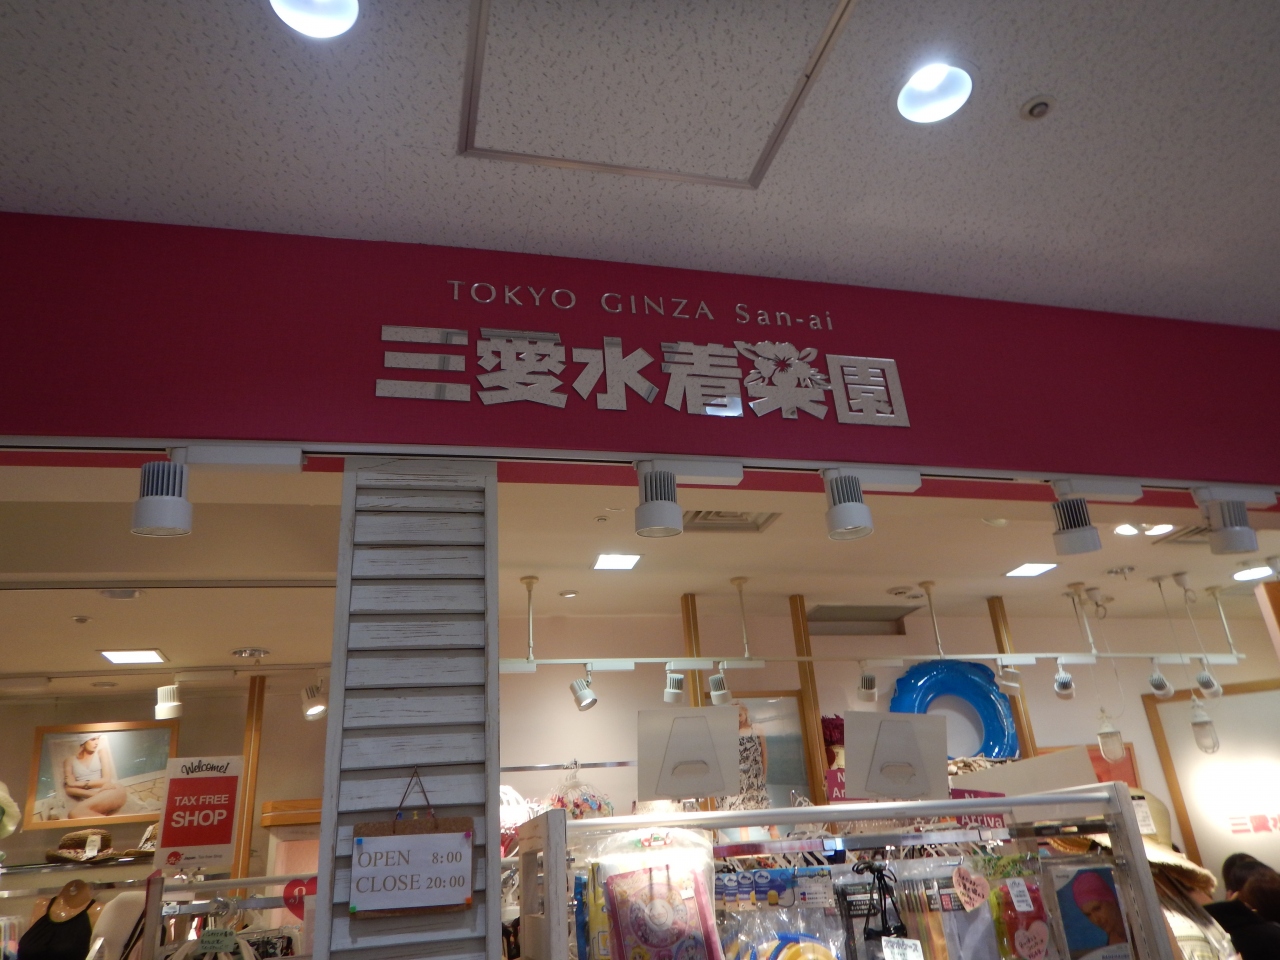 TOKYO GINZA San-ai
三愛水着楽園
Welcome!
TAX FREE
SHOP
OPEN 8:00
CLOSE 20:00